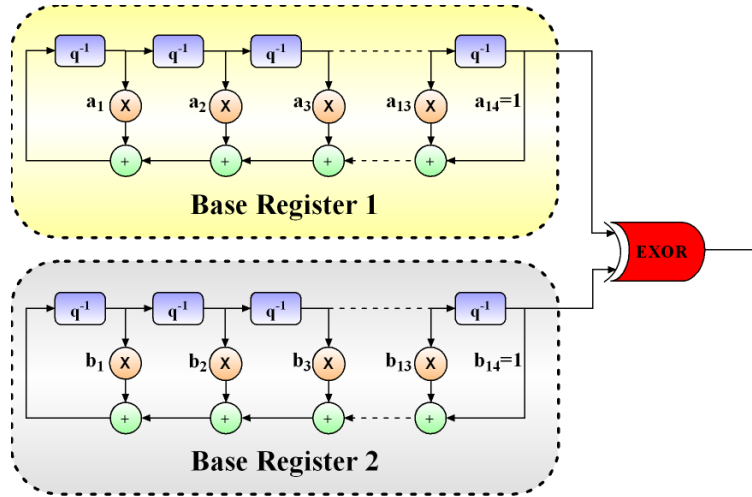 q⁻¹ q⁻¹ q⁻¹ q⁻¹
a₁ X a₂ X a₃ X a₁₃ X a₁₄=1
+ + + +
Base Register 1
EXOR
q⁻¹ q⁻¹ q⁻¹ q⁻¹
b₁ X b₂ X b₃ X b₁₃ X b₁₄=1
+ + + +
Base Register 2